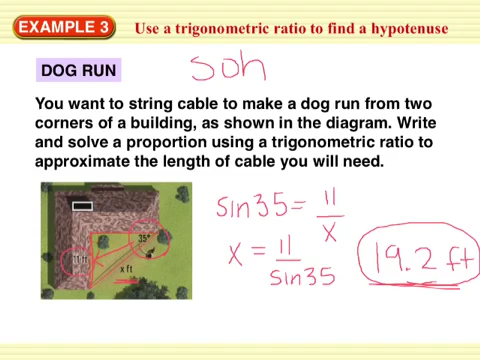 EXAMPLE 3 Use a trigonometric ratio to find a hypotenuse
soh
DOG RUN
You want to string cable to make a dog run from two
corners of a building, as shown in the diagram. Write
and solve a proportion using a trigonometric ratio to
approximate the length of cable you will need.
35°
11 ft
x ft
sin35 = 11/x
x = 11/sin35
19.2 ft